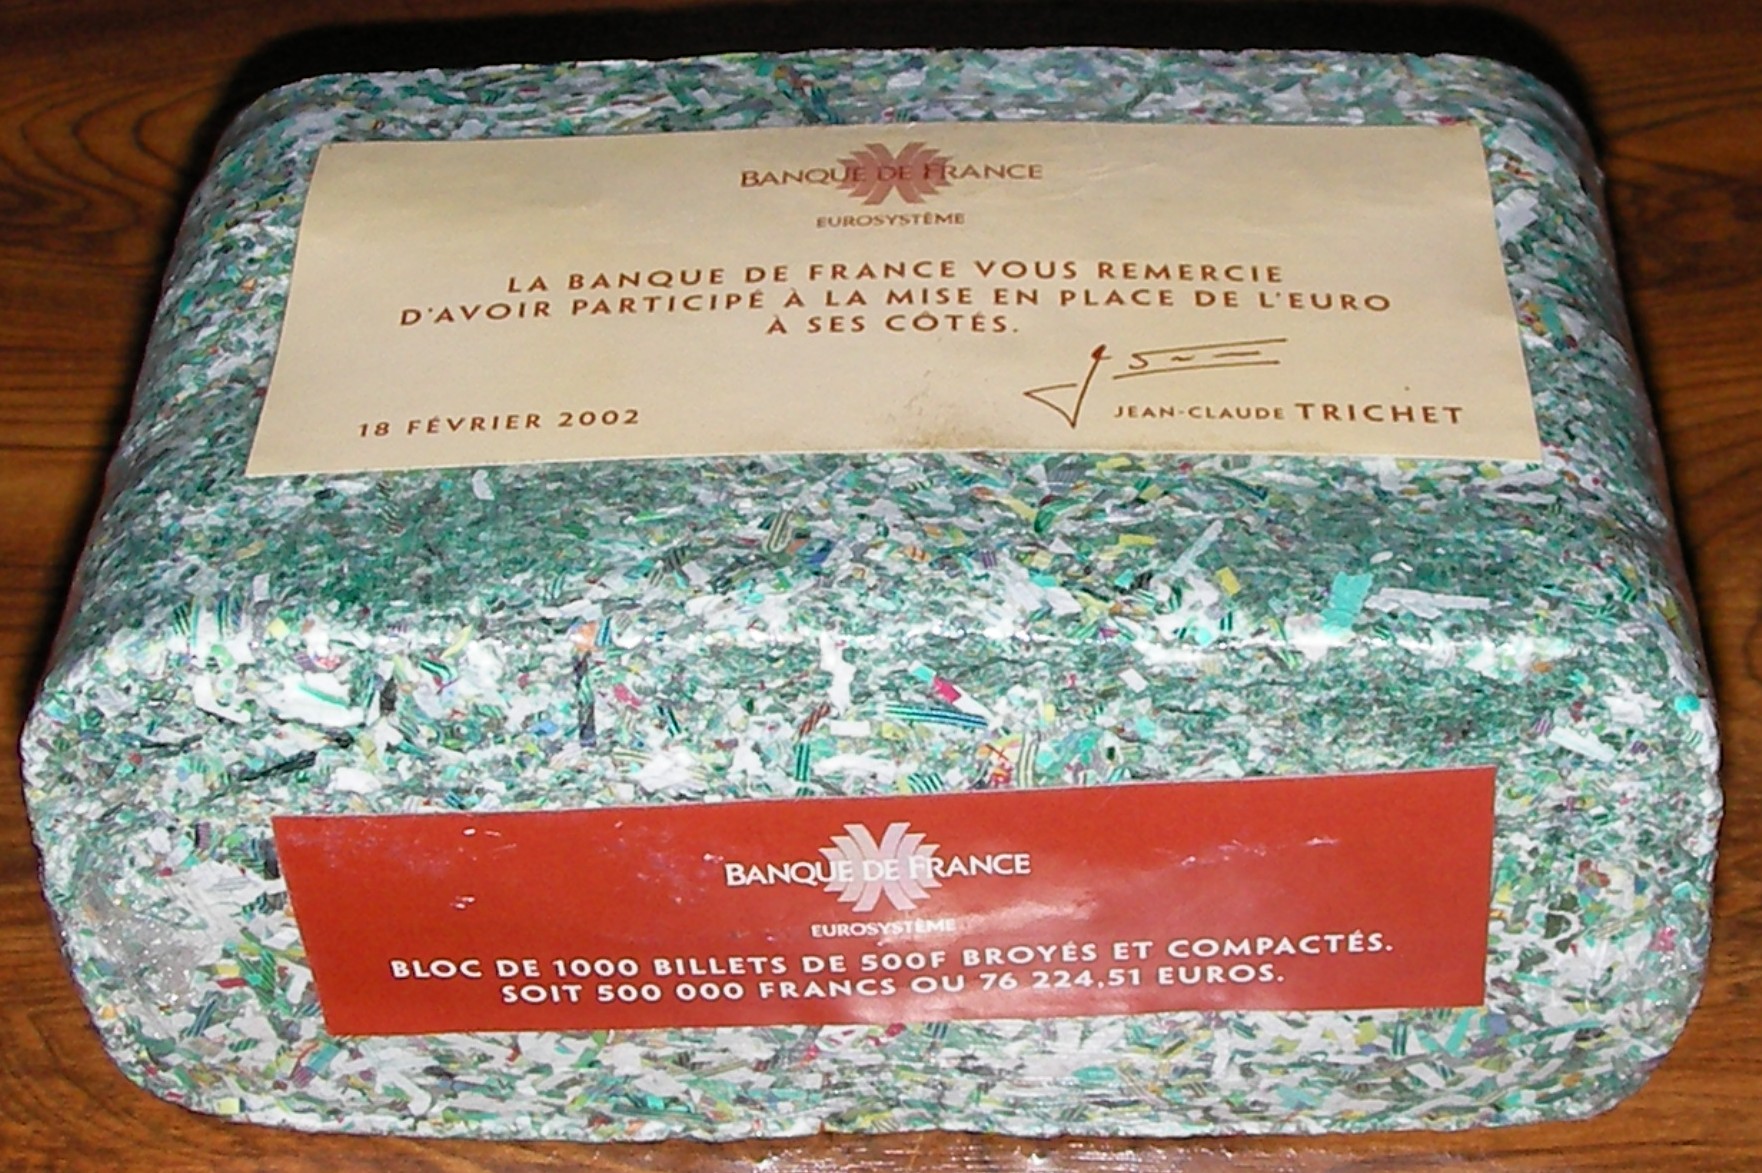 BANQUE DE FRANCE
EUROSYSTÈME
LA BANQUE DE FRANCE VOUS REMERCIE
D'AVOIR PARTICIPÉ À LA MISE EN PLACE DE L'EURO
À SES CÔTÉS.
18 FÉVRIER 2002
JEAN-CLAUDE TRICHET
BANQUE DE FRANCE
EUROSYSTÈME
BLOC DE 1000 BILLETS DE 500F BROYÉS ET COMPACTÉS.
SOIT 500 000 FRANCS OU 76 224,51 EUROS.